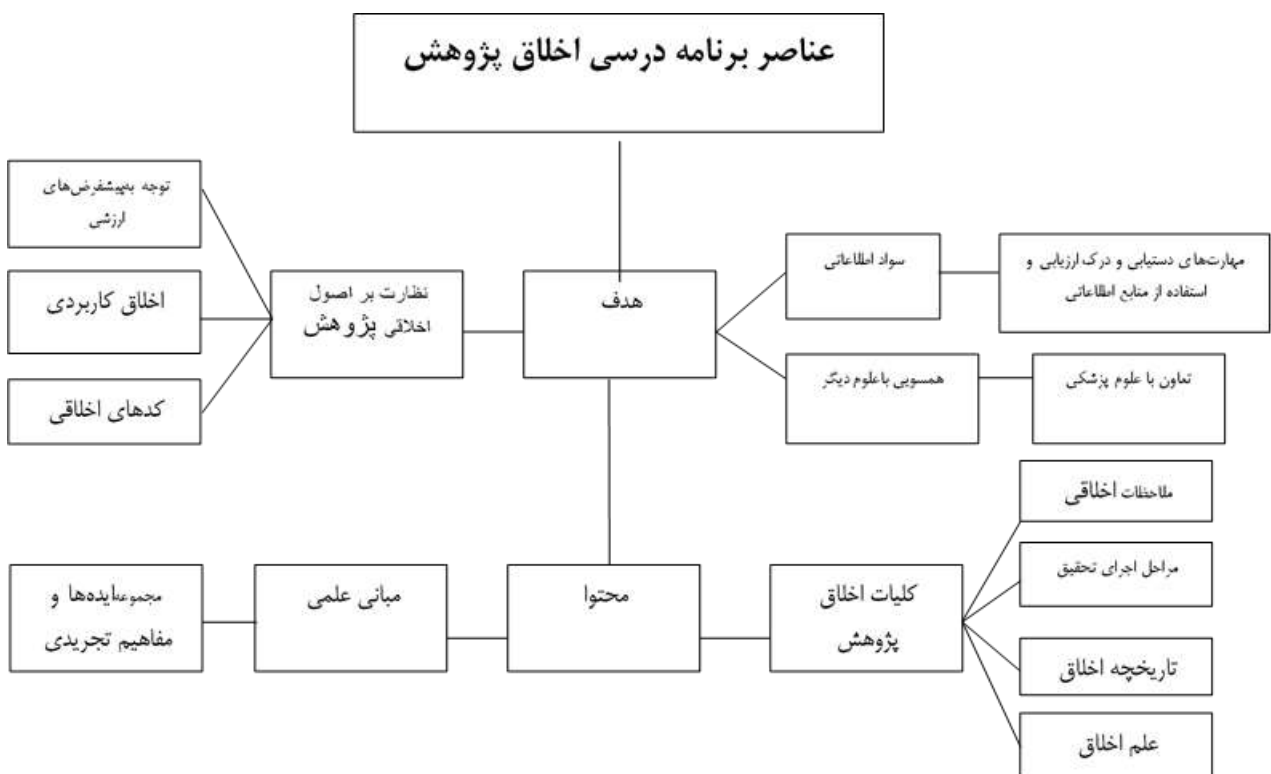 عناصر برنامه درسی اخلاق پژوهش
هدف
سواد اطلاعاتی
مهارت‌های دستیابی و درک ارزیابی و
استفاده از منابع اطلاعاتی
همسویی باعلوم دیگر
تعاون با علوم پزشکی
نظارت بر اصول
اخلاقی پژوهش
توجه به‌پیشفرض‌های
ارزشی
اخلاق کاربردی
کدهای اخلاقی
محتوا
کلیات اخلاق
پژوهش
ملاحظات اخلاقی
مراحل اجرای تحقیق
تاریخچه اخلاق
علم اخلاق
مبانی علمی
مجموعه‌ایده‌ها و
مفاهیم تجریدی